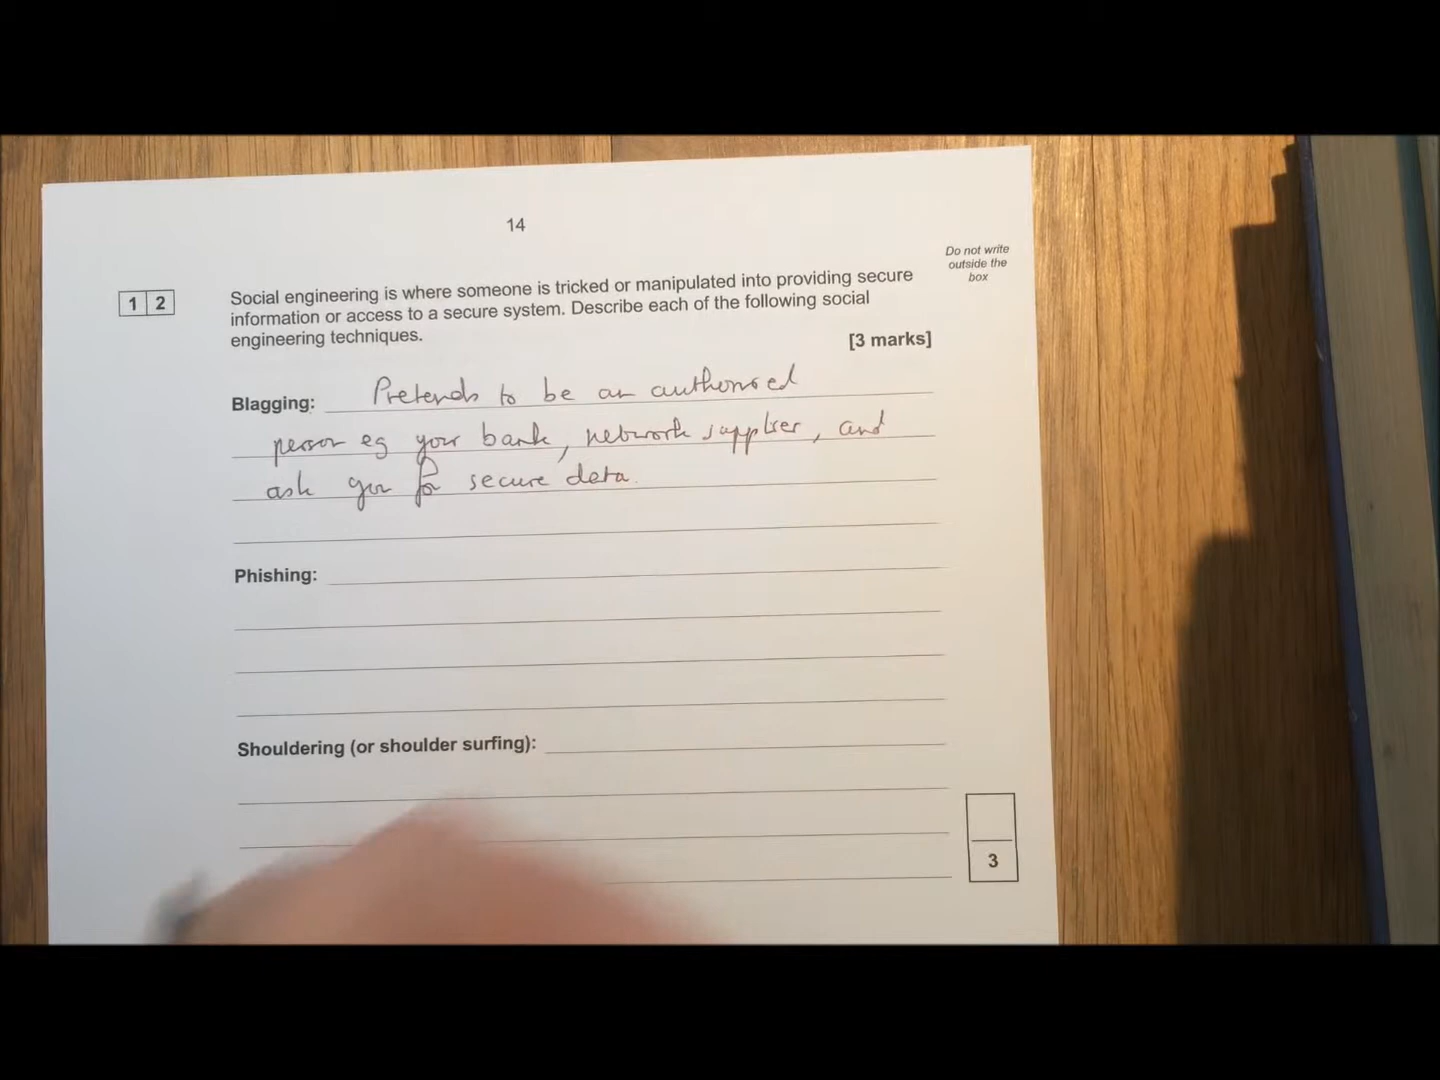 14
Do not write
outside the
box
1 2
Social engineering is where someone is tricked or manipulated into providing secure
information or access to a secure system. Describe each of the following social
engineering techniques.
[3 marks]
Blagging: Pretends to be an authorised
person eg your bank, network supplier, and
ask you for secure data.
Phishing:
Shouldering (or shoulder surfing):
3